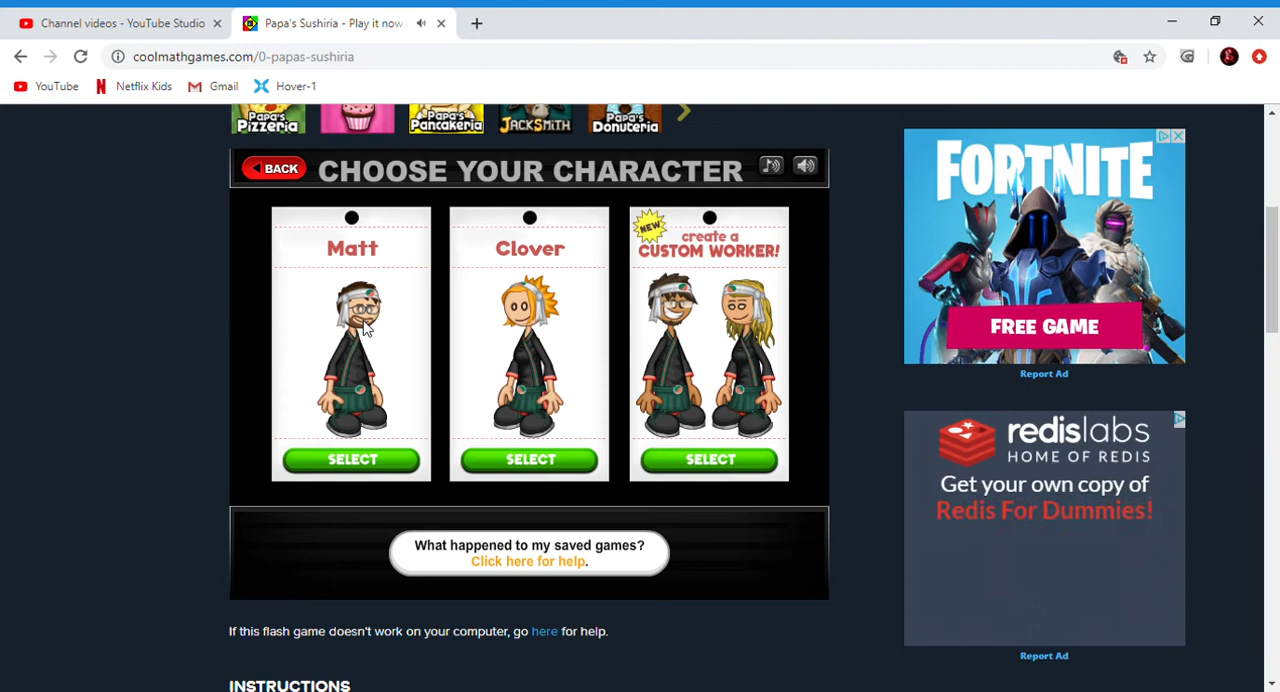 Channel videos - YouTube Studio
Papa's Sushiria - Play it now
coolmathgames.com/0-papas-sushiria
YouTube
Netflix Kids
Gmail
Hover-1
Papa's
Pizzeria
Papa's
Pancakeria
JACKSMITH
Papa's
Donuteria
BACK
CHOOSE YOUR CHARACTER
Matt
Clover
NEW
create a
CUSTOM WORKER!
SELECT
SELECT
SELECT
What happened to my saved games?
Click here for help.
If this flash game doesn't work on your computer, go here for help.
INSTRUCTIONS
FORTNITE
FREE GAME
Report Ad
redislabs
HOME OF REDIS
Get your own copy of
Redis For Dummies!
Report Ad